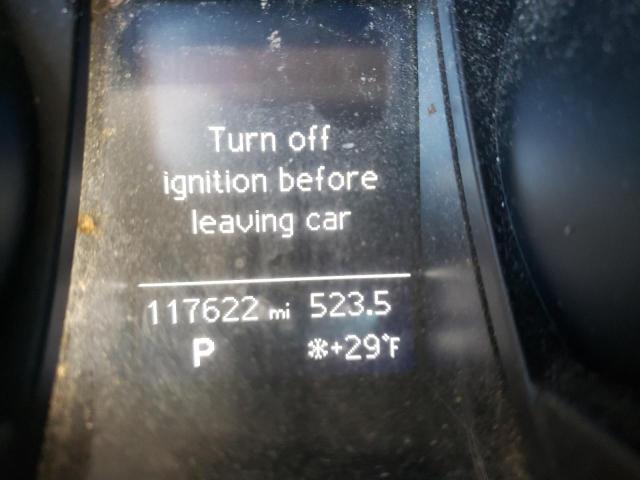 Turn off
ignition before
leaving car
117622 mi 523.5
P ❄+29°F